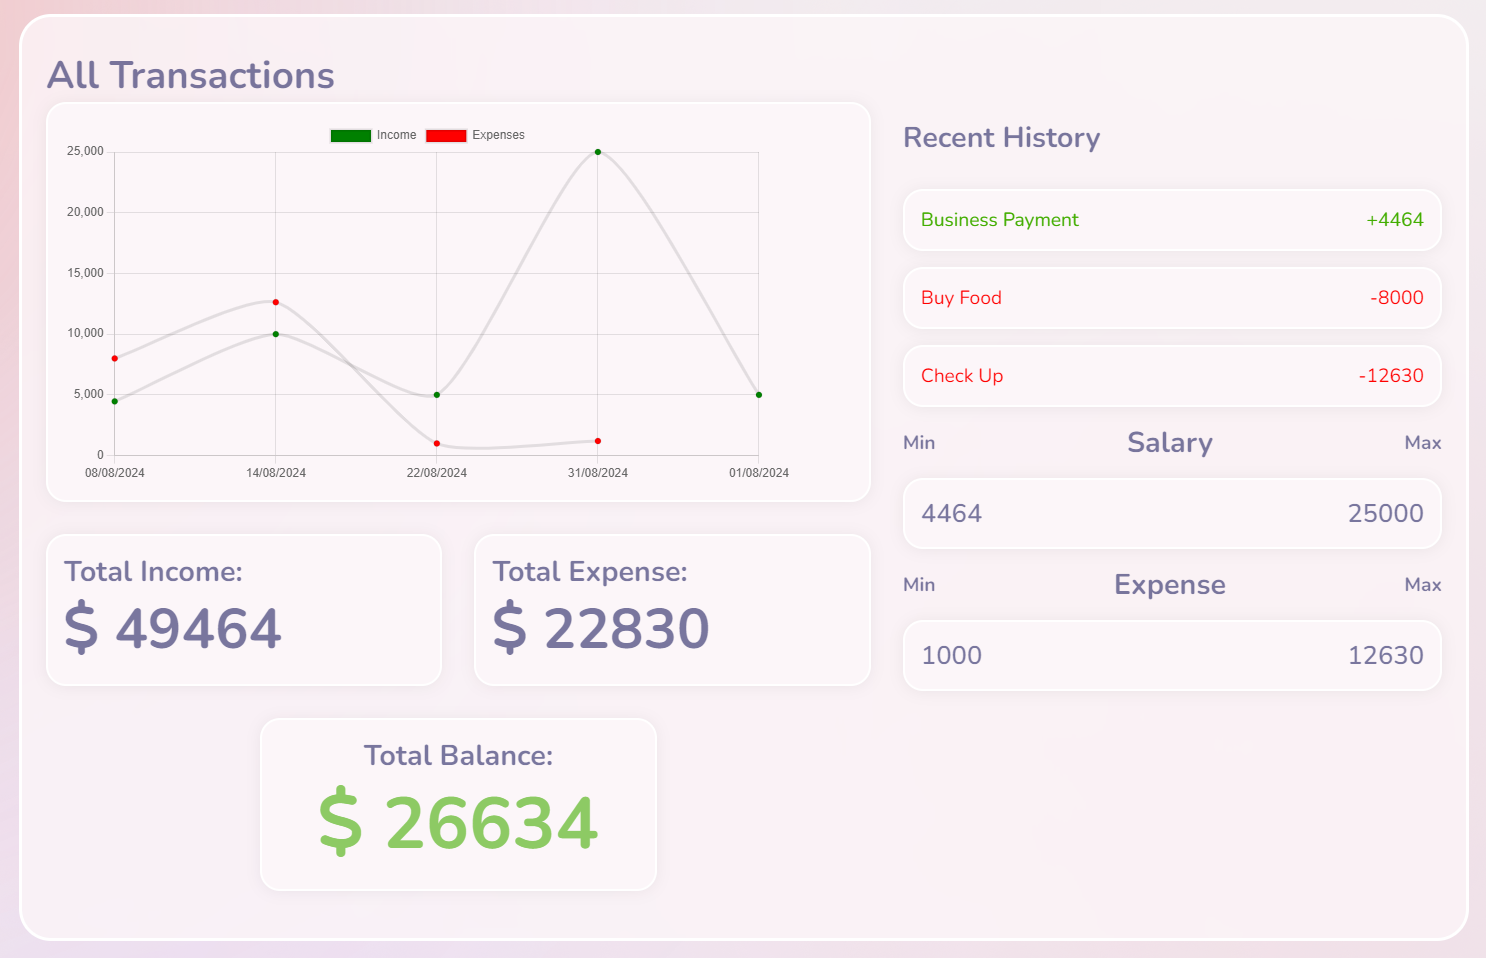 All Transactions
Income Expenses
25,000
20,000
15,000
10,000
5,000
0
08/08/2024 14/08/2024 22/08/2024 31/08/2024 01/08/2024
Total Income:
$ 49464
Total Expense:
$ 22830
Total Balance:
$ 26634
Recent History
Business Payment +4464
Buy Food -8000
Check Up -12630
Min Salary Max
4464 25000
Min Expense Max
1000 12630